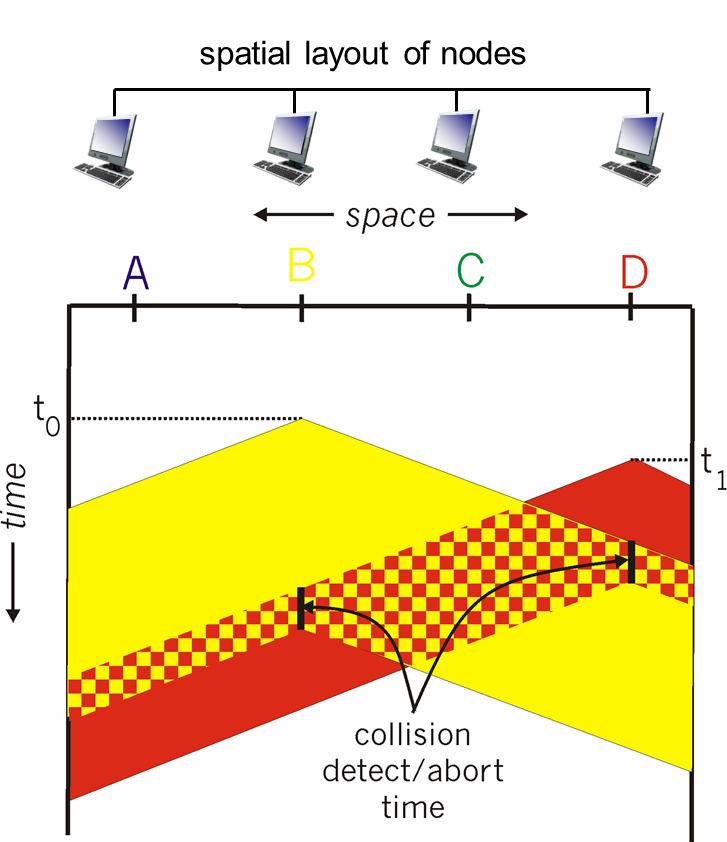 spatial layout of nodes
space
A B C D
t0
t1
time
collision
detect/abort
time